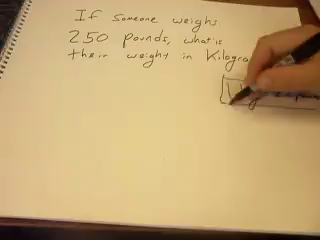 If someone weighs
250 pounds, what is
their weight in Kilogra